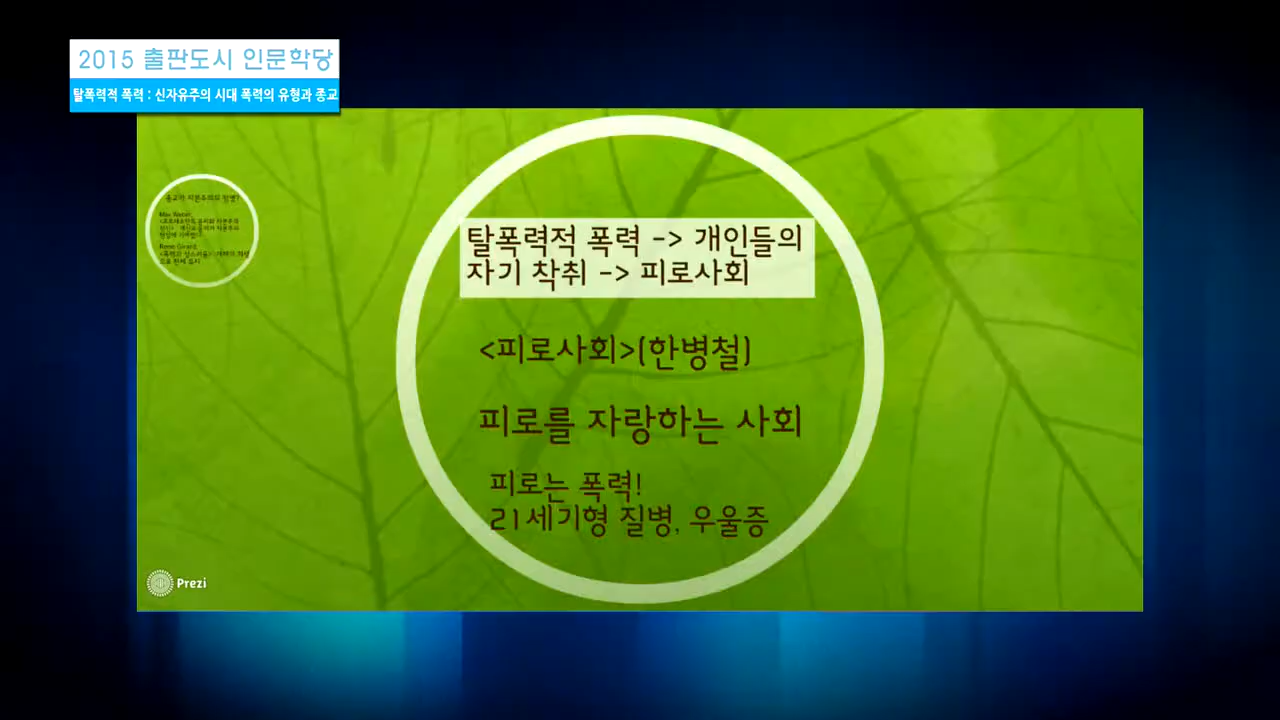 2015 출판도시 인문학당
탈폭력적 폭력 : 신자유주의 시대 폭력의 유형과 종교
탈폭력적 폭력 -> 개인들의
자기 착취 -> 피로사회
<피로사회>(한병철)
피로를 자랑하는 사회
피로는 폭력!
21세기형 질병, 우울증
Max Weber,
Rene Girard,
Prezi